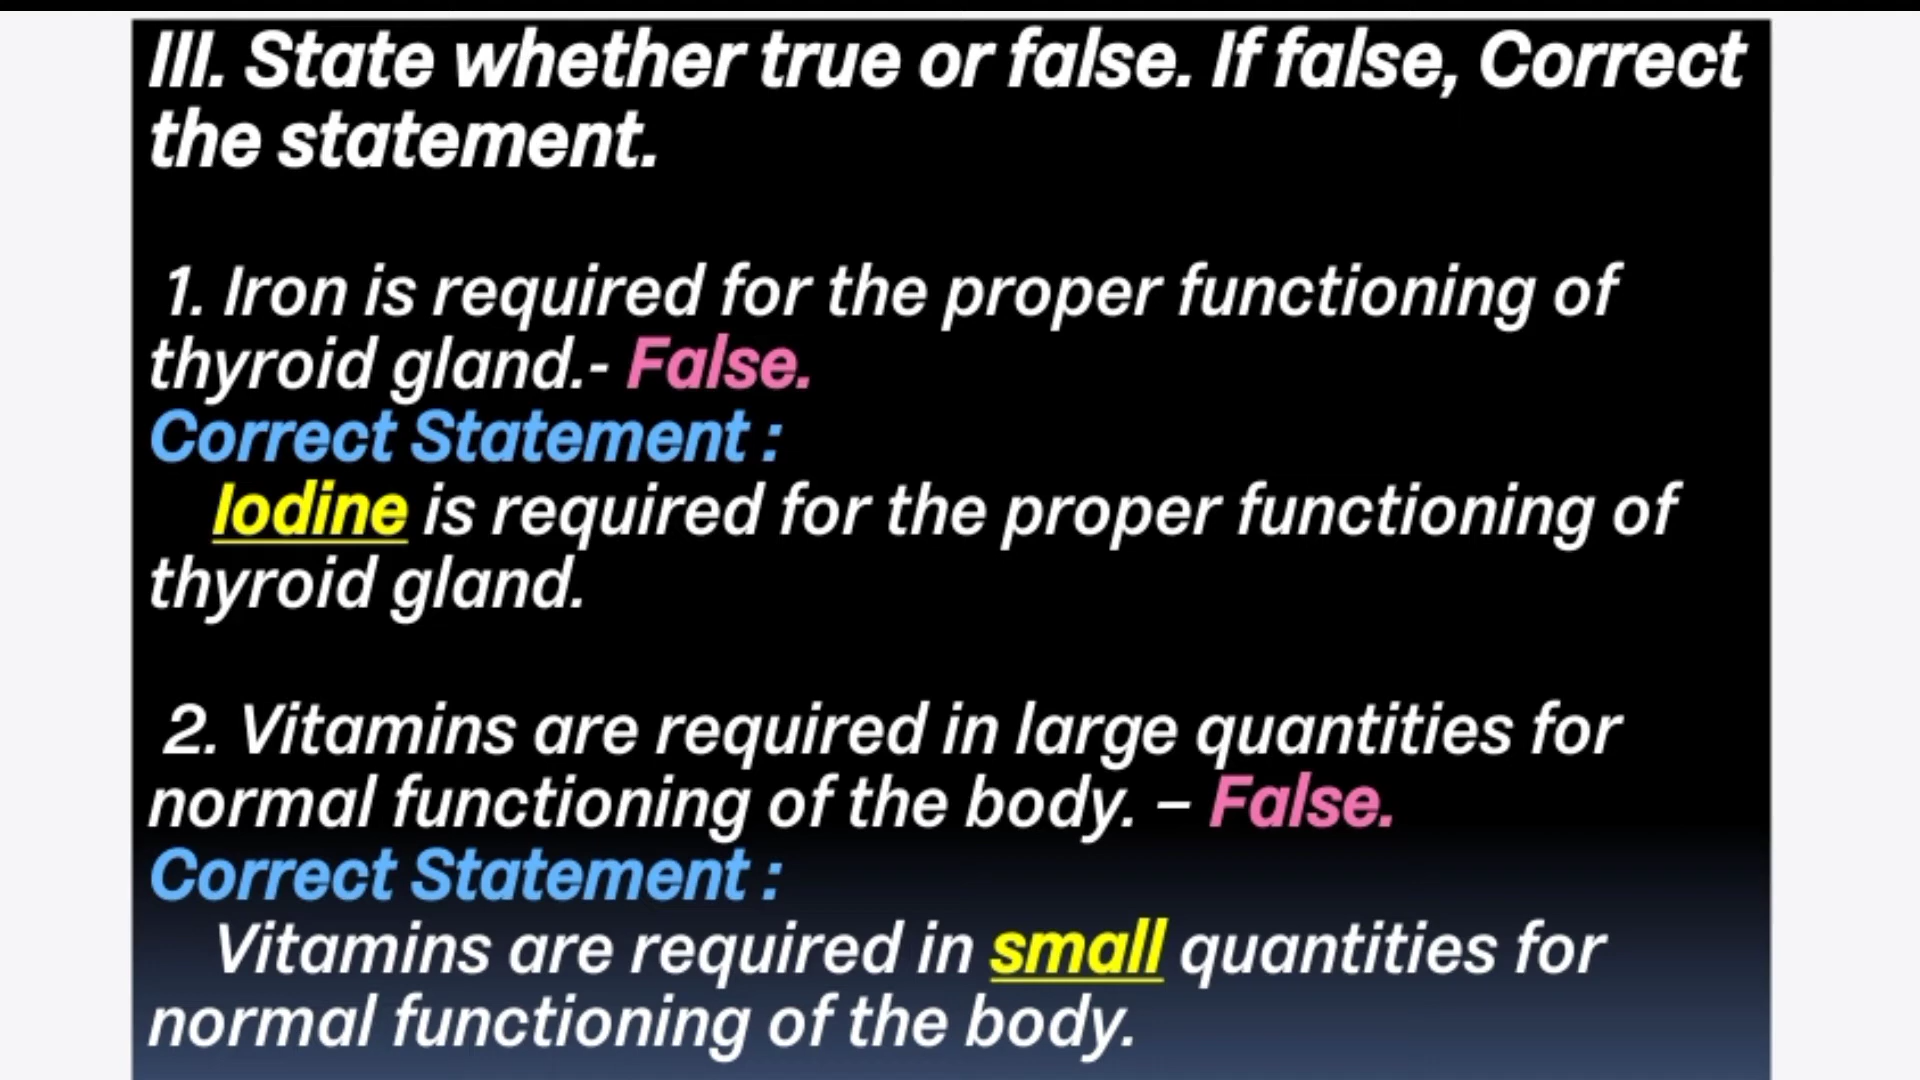 III. State whether true or false. If false, Correct
the statement.
1. Iron is required for the proper functioning of
thyroid gland.- False.
Correct Statement :
Iodine is required for the proper functioning of
thyroid gland.
2. Vitamins are required in large quantities for
normal functioning of the body. – False.
Correct Statement :
Vitamins are required in small quantities for
normal functioning of the body.